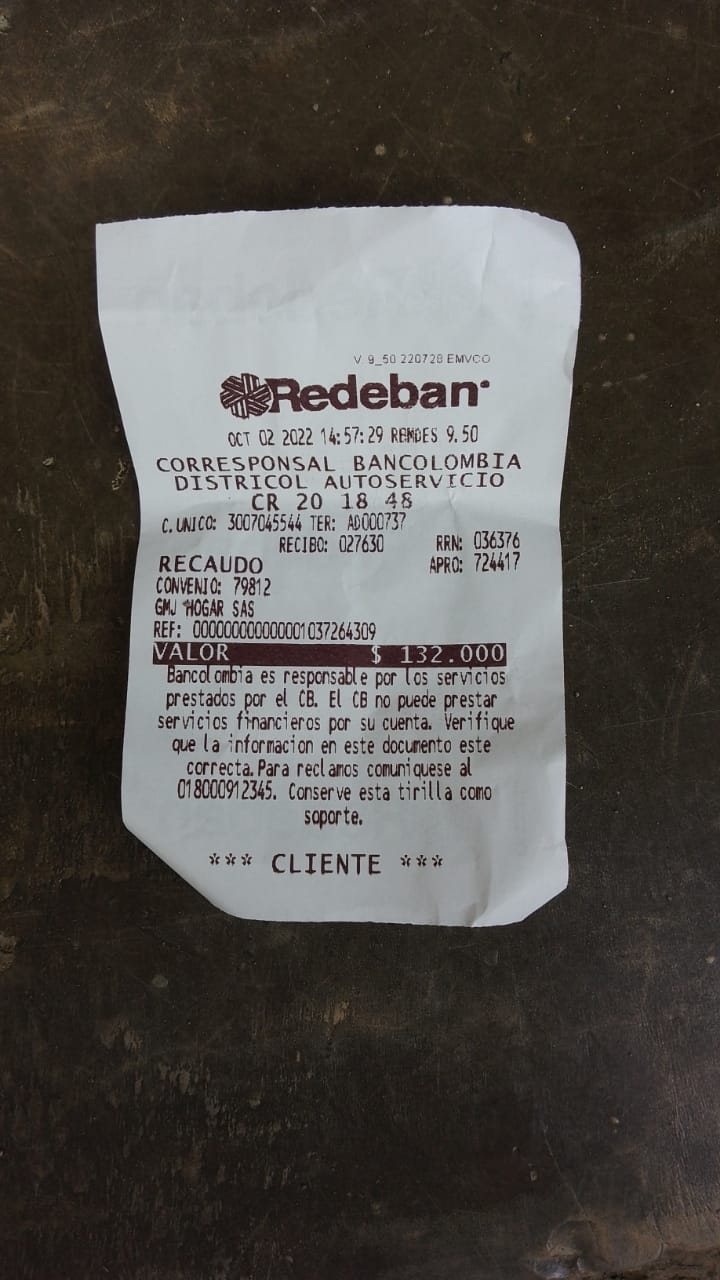 V 9_50 220728 EMVCO
Redeban
OCT 02 2022 14:57:29 RBMDES 9.50
CORRESPONSAL BANCOLOMBIA
DISTRICOL AUTOSERVICIO
CR 20 18 48
C. UNICO: 3007045544 TER: AD000737
RECIBO: 027630 RRN: 036376
RECAUDO APRO: 724417
CONVENIO: 79812
GMJ HOGAR SAS
REF: 00000000000001037264309
VALOR $ 132.000
Bancolombia es responsable por los servicios
prestados por el CB. El CB no puede prestar
servicios financieros por su cuenta. Verifique
que la informacion en este documento este
correcta. Para reclamos comuniquese al
018000912345. Conserve esta tirilla como
soporte.
*** CLIENTE ***